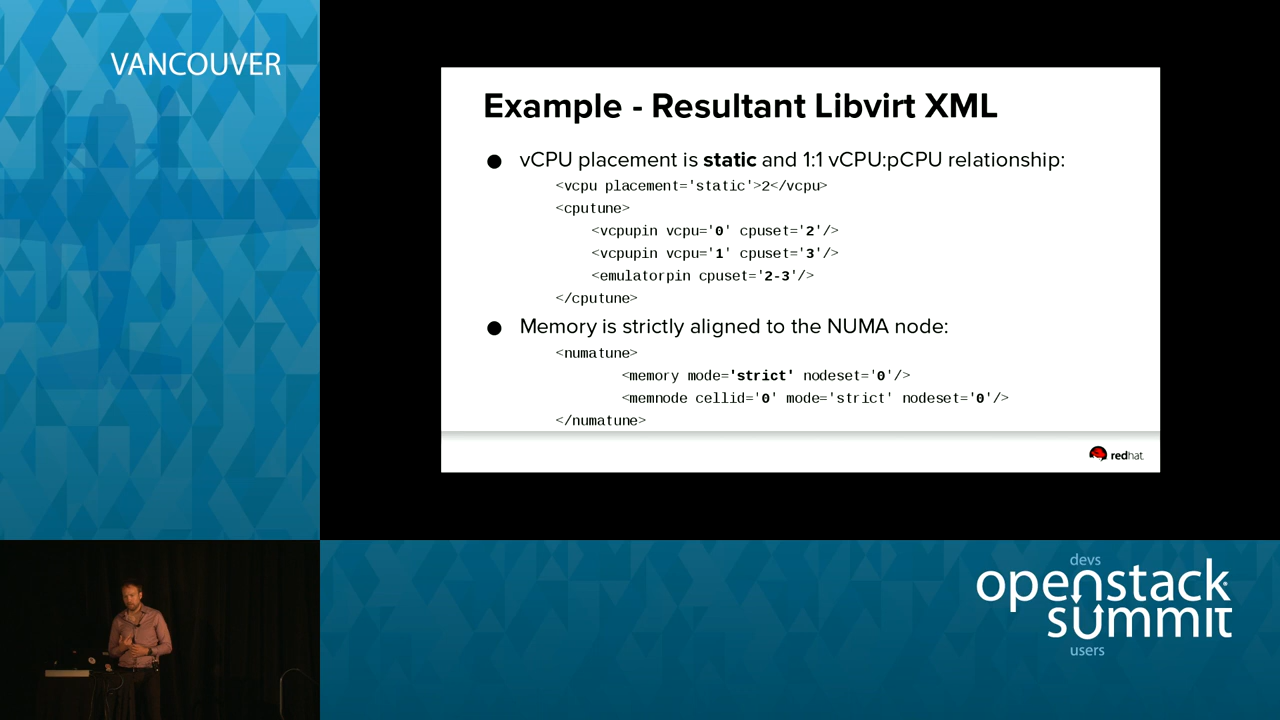 VANCOUVER
Example - Resultant Libvirt XML
● vCPU placement is static and 1:1 vCPU:pCPU relationship:
<vcpu placement='static'>2</vcpu>
<cputune>
<vcpupin vcpu='0' cpuset='2'/>
<vcpupin vcpu='1' cpuset='3'/>
<emulatorpin cpuset='2-3'/>
</cputune>
● Memory is strictly aligned to the NUMA node:
<numatune>
<memory mode='strict' nodeset='0'/>
<memnode cellid='0' mode='strict' nodeset='0'/>
</numatune>
redhat
devs
openstack
summit
users